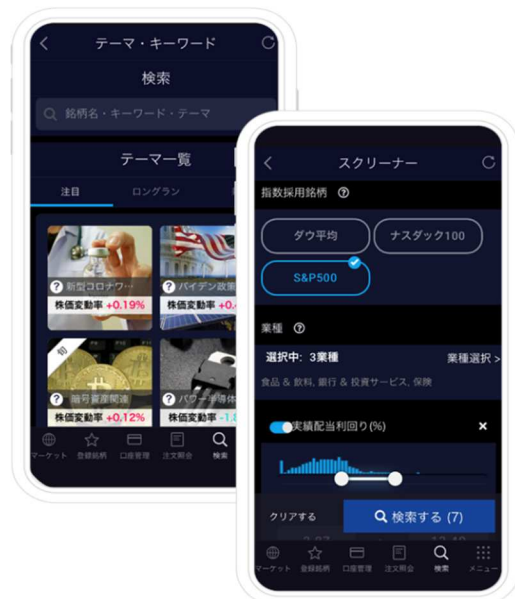 テーマ・キーワード
検索
銘柄名・キーワード・テーマ
テーマ一覧
注目 ロングラン
新型コロナワ…
株価変動率 +0.19%
バイデン政策
株価変動率 +0.
旬
暗号資産関連
株価変動率 +0.12%
パワー半導体
株価変動率 -1.
マーケット 登録銘柄 口座管理 注文照会 検索
スクリーナー
指数採用銘柄
ダウ平均 ナスダック100
S&P500
業種
選択中: 3業種 業種選択 >
食品 & 飲料, 銀行 & 投資サービス, 保険
実績配当利回り(%) ×
クリアする 検索する (7)
マーケット 登録銘柄 口座管理 注文照会 検索 メニュー